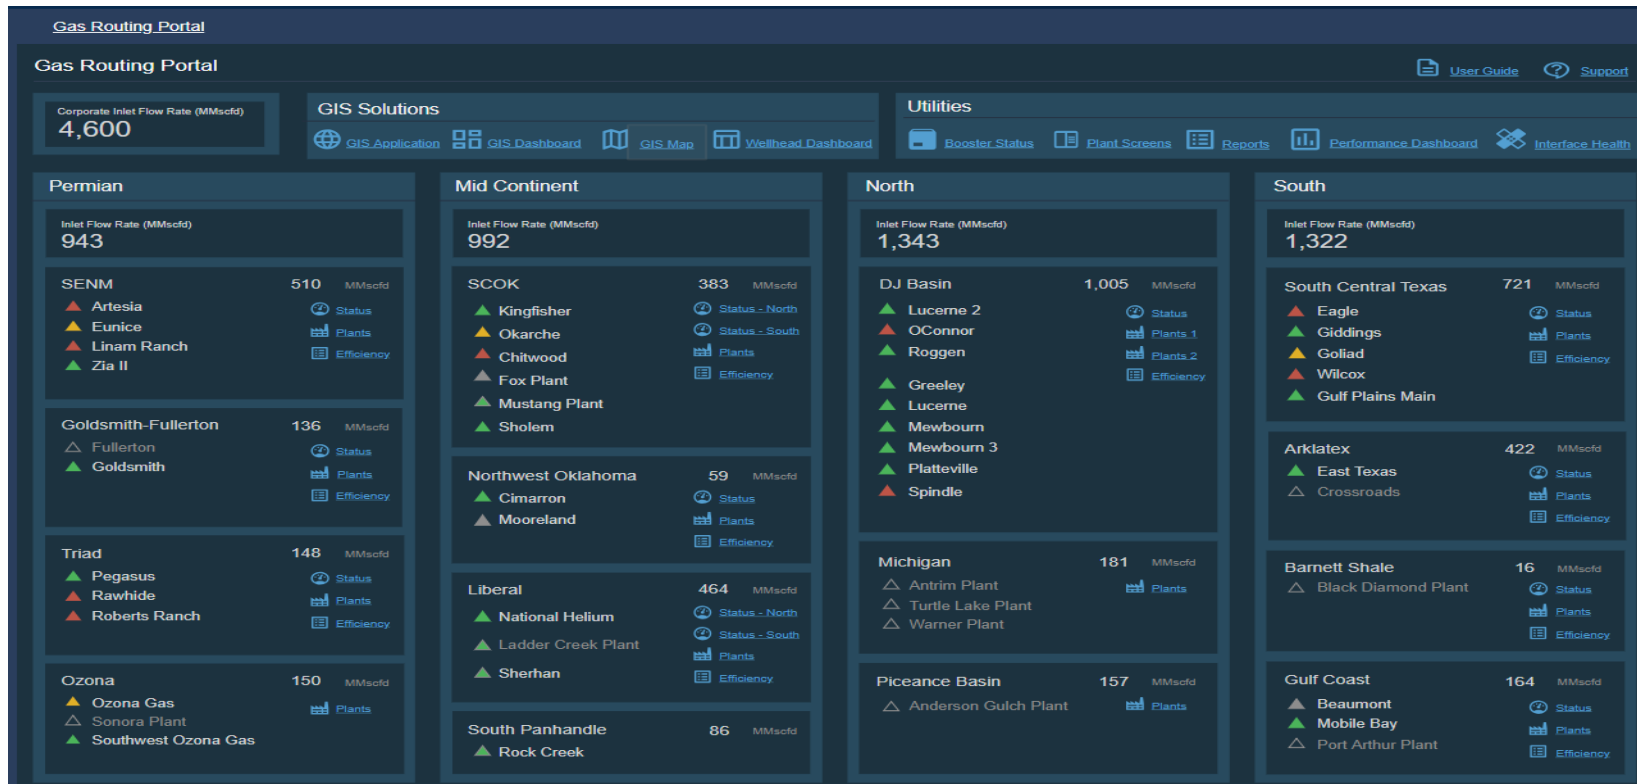 Gas Routing Portal
Gas Routing Portal
User Guide
Support
Corporate Inlet Flow Rate (MMscfd)
4,600
GIS Solutions
GIS Application
GIS Dashboard
GIS Map
Wellhead Dashboard
Utilities
Booster Status
Plant Screens
Reports
Performance Dashboard
Interface Health
Permian
Inlet Flow Rate (MMscfd)
943
SENM 510 MMscfd
Artesia
Eunice
Linam Ranch
Zia II
Status
Plants
Efficiency
Goldsmith-Fullerton 136 MMscfd
Fullerton
Goldsmith
Status
Plants
Efficiency
Triad 148 MMscfd
Pegasus
Rawhide
Roberts Ranch
Status
Plants
Efficiency
Ozona 150 MMscfd
Ozona Gas
Sonora Plant
Southwest Ozona Gas
Plants
Mid Continent
Inlet Flow Rate (MMscfd)
992
SCOK 383 MMscfd
Kingfisher
Okarche
Chitwood
Fox Plant
Mustang Plant
Sholem
Status - North
Status - South
Plants
Efficiency
Northwest Oklahoma 59 MMscfd
Cimarron
Mooreland
Status
Plants
Efficiency
Liberal 464 MMscfd
National Helium
Ladder Creek Plant
Sherhan
Status - North
Status - South
Plants
Efficiency
South Panhandle 86 MMscfd
Rock Creek
North
Inlet Flow Rate (MMscfd)
1,343
DJ Basin 1,005 MMscfd
Lucerne 2
OConnor
Roggen
Greeley
Lucerne
Mewbourn
Mewbourn 3
Platteville
Spindle
Status
Plants 1
Plants 2
Efficiency
Michigan 181 MMscfd
Antrim Plant
Turtle Lake Plant
Warner Plant
Plants
Piceance Basin 157 MMscfd
Anderson Gulch Plant
Plants
South
Inlet Flow Rate (MMscfd)
1,322
South Central Texas 721 MMscfd
Eagle
Giddings
Goliad
Wilcox
Gulf Plains Main
Status
Plants
Efficiency
Arklatex 422 MMscfd
East Texas
Crossroads
Status
Plants
Efficiency
Barnett Shale 16 MMscfd
Black Diamond Plant
Status
Plants
Efficiency
Gulf Coast 164 MMscfd
Beaumont
Mobile Bay
Port Arthur Plant
Status
Plants
Efficiency